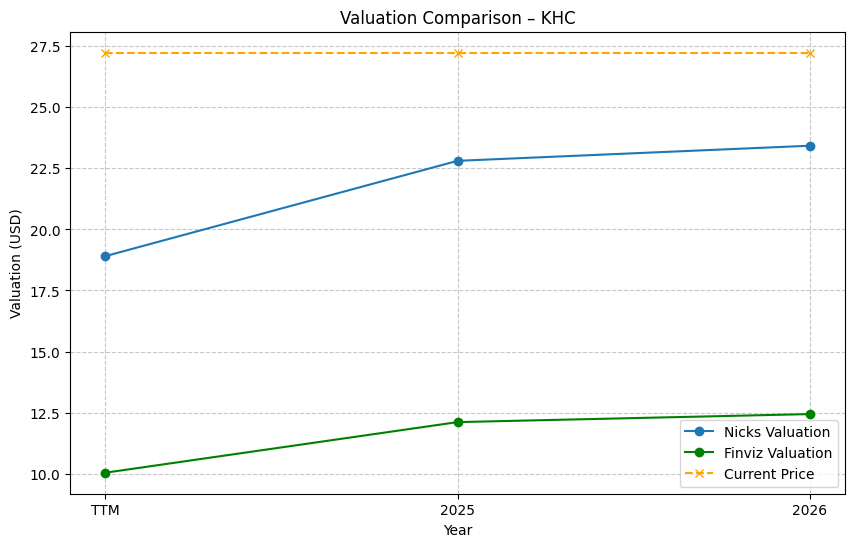 Valuation Comparison – KHC
Valuation (USD)
27.5
25.0
22.5
20.0
17.5
15.0
12.5
10.0
Nicks Valuation
Finviz Valuation
Current Price
TTM
2025
2026
Year